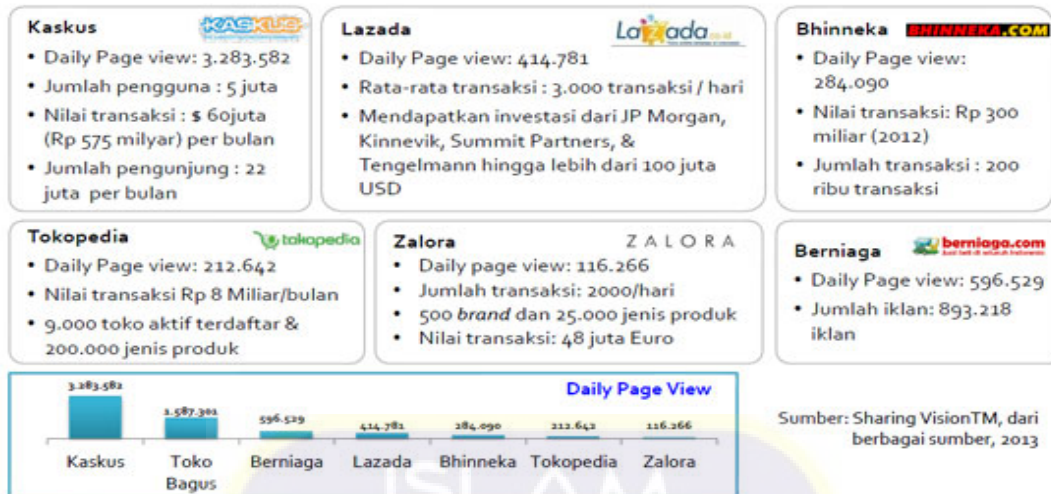 Kaskus
KASKUS
• Daily Page view: 3.283.582
• Jumlah pengguna : 5 juta
• Nilai transaksi : $ 60juta
(Rp 575 milyar) per bulan
• Jumlah pengunjung : 22
juta per bulan
Lazada
Lazada.co.id
• Daily Page view: 414.781
• Rata-rata transaksi : 3.000 transaksi / hari
• Mendapatkan investasi dari JP Morgan,
Kinnevik, Summit Partners, &
Tengelmann hingga lebih dari 100 juta
USD
Bhinneka
BHINNEKA.COM
• Daily Page view:
284.090
• Nilai transaksi: Rp 300
miliar (2012)
• Jumlah transaksi : 200
ribu transaksi
Tokopedia
tokopedia
• Daily Page view: 212.642
• Nilai transaksi Rp 8 Miliar/bulan
• 9.000 toko aktif terdaftar &
200.000 jenis produk
Zalora
ZALORA
• Daily page view: 116.266
• Jumlah transaksi: 2000/hari
• 500 brand dan 25.000 jenis produk
• Nilai transaksi: 48 juta Euro
Berniaga
berniaga.com
• Daily Page view: 596.529
• Jumlah iklan: 893.218
iklan
Daily Page View
3.283.582
1.587.301
596.529
414.781
284.090
212.642
116.266
Kaskus
Toko
Bagus
Berniaga
Lazada
Bhinneka
Tokopedia
Zalora
Sumber: Sharing VisionTM, dari
berbagai sumber, 2013
ISLAM